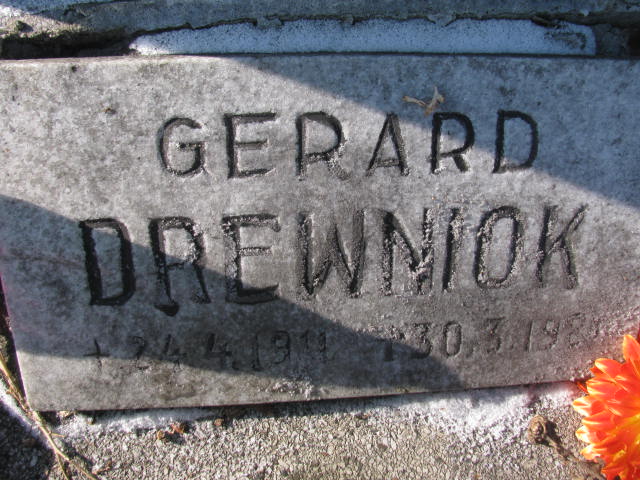 GERARD
DREWNIOK
+ 24.4.1911 †30.3.